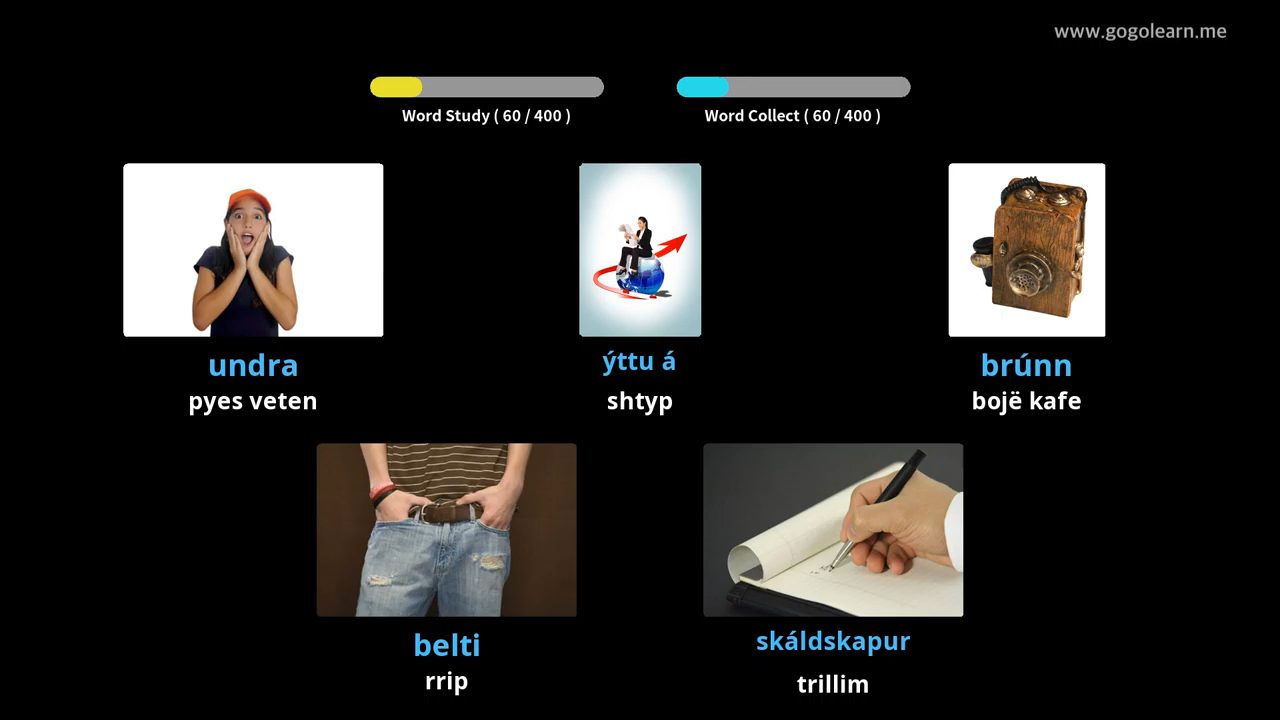 www.gogolearn.me
Word Study ( 60 / 400 )
Word Collect ( 60 / 400 )
undra
pyes veten
ýttu á
shtyp
brúnn
bojë kafe
belti
rrip
skáldskapur
trillim